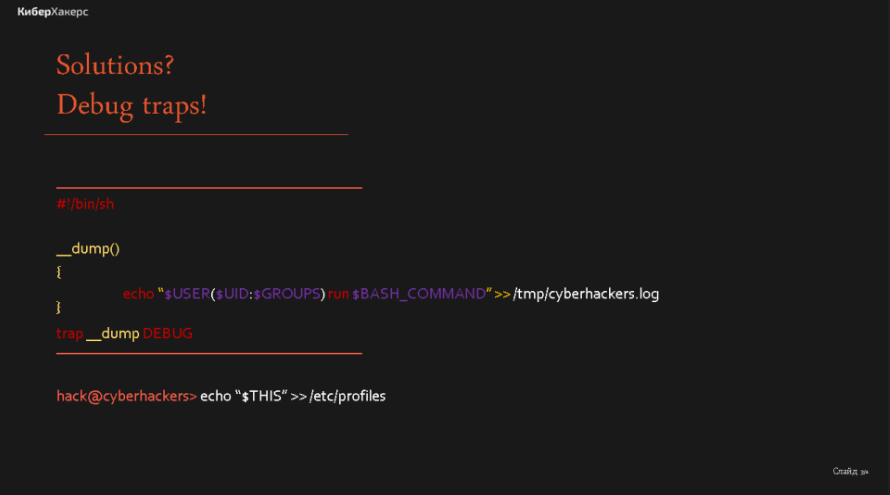 КиберХакерс
Solutions?
Debug traps!
#!/bin/sh
__dump()
{
echo “$USER($UID:$GROUPS) run $BASH_COMMAND” >> /tmp/cyberhackers.log
}
trap __dump DEBUG
hack@cyberhackers> echo “$THIS” >> /etc/profiles
Слайд